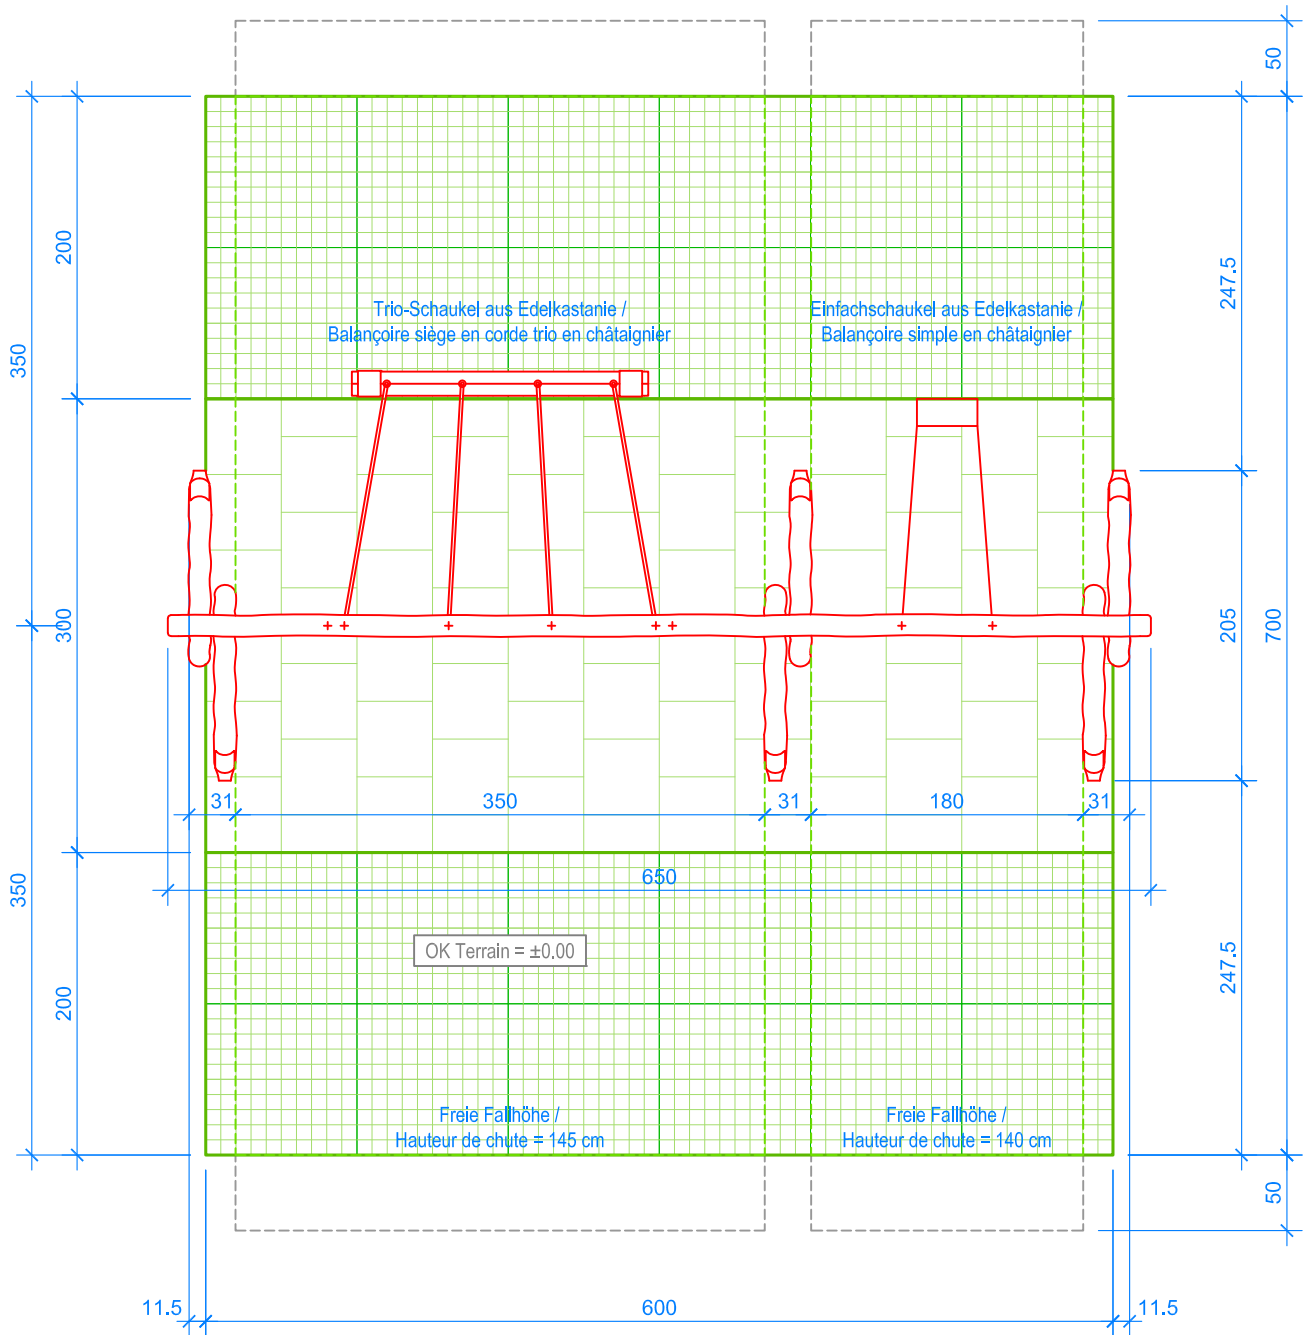 50
200
247.5
Trio-Schaukel aus Edelkastanie /
Balançoire siège en corde trio en châtaignier
Einfachschaukel aus Edelkastanie /
Balançoire simple en châtaignier
350
300
205
700
31
350
31
180
31
650
350
OK Terrain = ±0.00
200
247.5
Freie Fallhöhe /
Hauteur de chute = 145 cm
Freie Fallhöhe /
Hauteur de chute = 140 cm
50
11.5
600
11.5